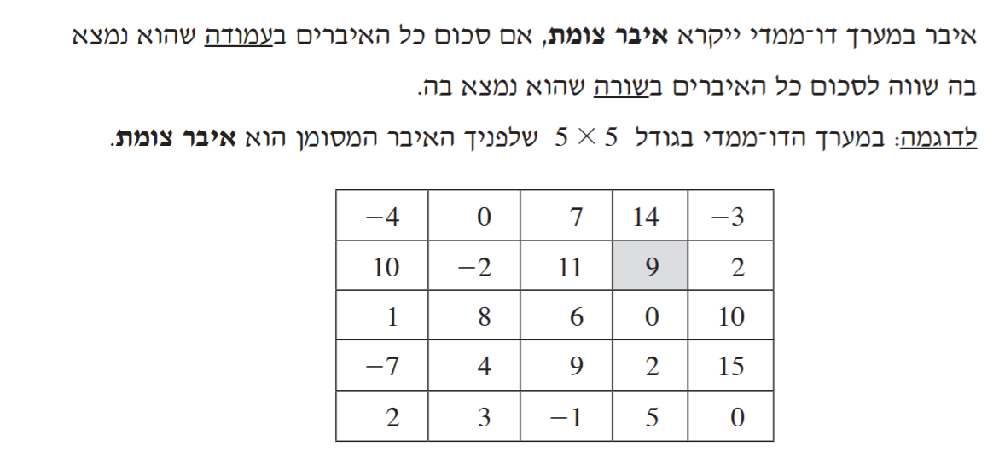 איבר במערך דו־ממדי ייקרא איבר צומת, אם סכום כל האיברים בעמודה שהוא נמצא
בה שווה לסכום כל האיברים בשורה שהוא נמצא בה.
לדוגמה: במערך הדו־ממדי בגודל 5 × 5 שלפניך האיבר המסומן הוא איבר צומת.
−4 0 7 14 −3
10 −2 11 9 2
1 8 6 0 10
−7 4 9 2 15
2 3 −1 5 0